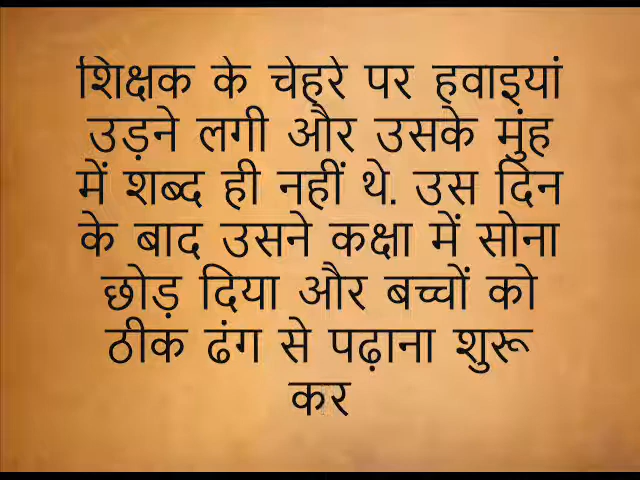 शिक्षक के चेहरे पर हवाइयां
उड़ने लगी और उसके मुंह
में शब्द ही नहीं थे. उस दिन
के बाद उसने कक्षा में सोना
छोड़ दिया और बच्चों को
ठीक ढंग से पढ़ाना शुरू
कर